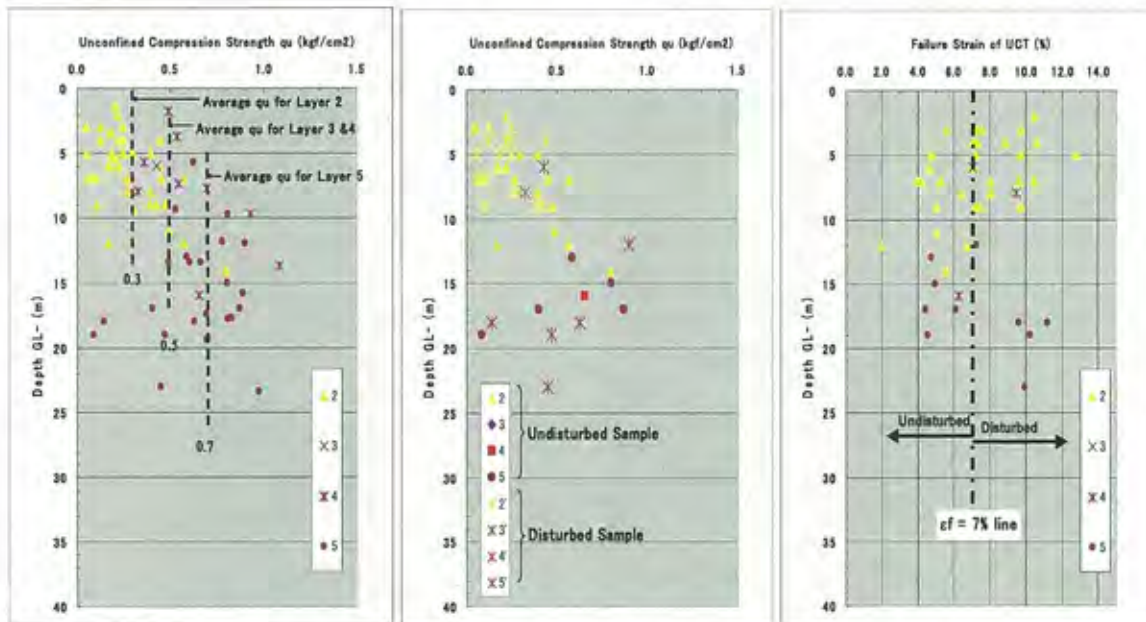 Unconfined Compression Strength qu (kgf/cm2)
0.0 0.5 1.0 1.5
0
5
10
15
20
25
30
35
40
Depth GL- (m)
Average qu for Layer 2
Average qu for Layer 3 &4
Average qu for Layer 5
0.3
0.5
0.7
2
3
4
5
Unconfined Compression Strength qu (kgf/cm2)
0.0 0.5 1.0 1.5
0
5
10
15
20
25
30
35
40
Depth GL- (m)
2
3
4
5
Undisturbed Sample
2'
3'
4'
5'
Disturbed Sample
Failure Strain of UCT (%)
0.0 2.0 4.0 6.0 8.0 10.0 12.0 14.0
0
5
10
15
20
25
30
35
40
Depth GL- (m)
Undisturbed
Disturbed
εf = 7% line
2
3
4
5